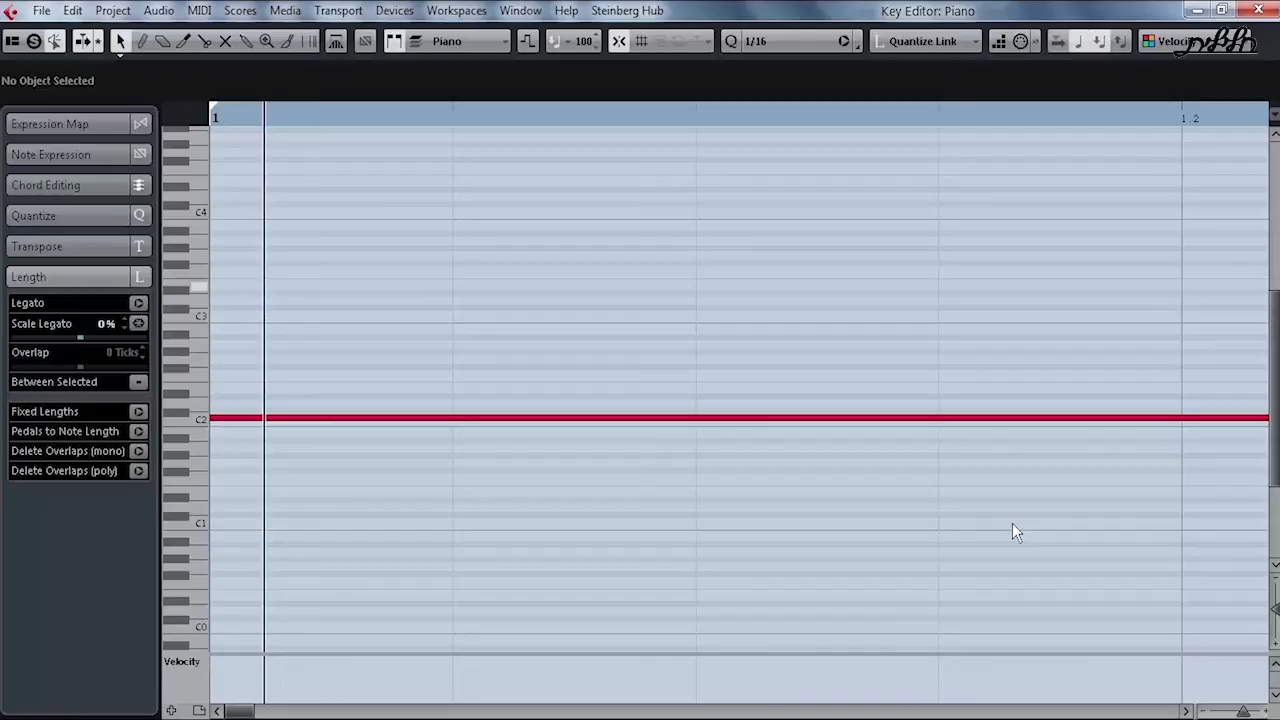 File Edit Project Audio MIDI Scores Media Transport Devices Workspaces Window Help Steinberg Hub Key Editor: Piano
Piano 100 Q 1/16 Quantize Link
No Object Selected
1 1.2
Expression Map
Note Expression
Chord Editing
Quantize Q
Transpose T
Length L
Legato
Scale Legato 0 %
Overlap 0 Ticks
Between Selected
Fixed Lengths
Pedals to Note Length
Delete Overlaps (mono)
Delete Overlaps (poly)
C4
C3
C2
C1
C0
Velocity